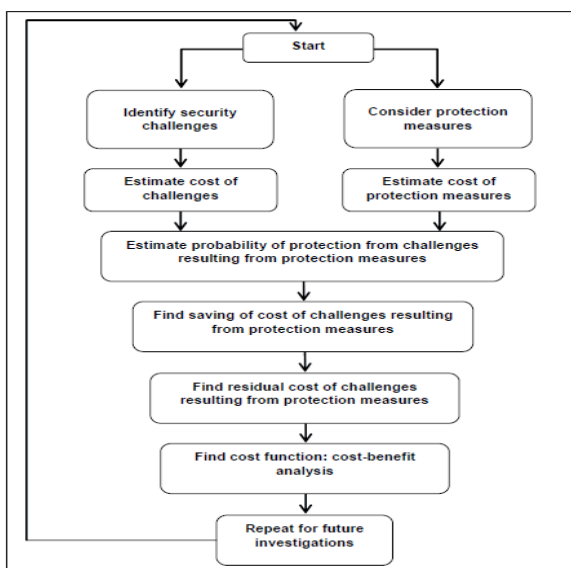 Start
Identify security
challenges
Consider protection
measures
Estimate cost of
challenges
Estimate cost of
protection measures
Estimate probability of protection from challenges
resulting from protection measures
Find saving of cost of challenges resulting
from protection measures
Find residual cost of challenges
resulting from protection measures
Find cost function: cost-benefit
analysis
Repeat for future
investigations